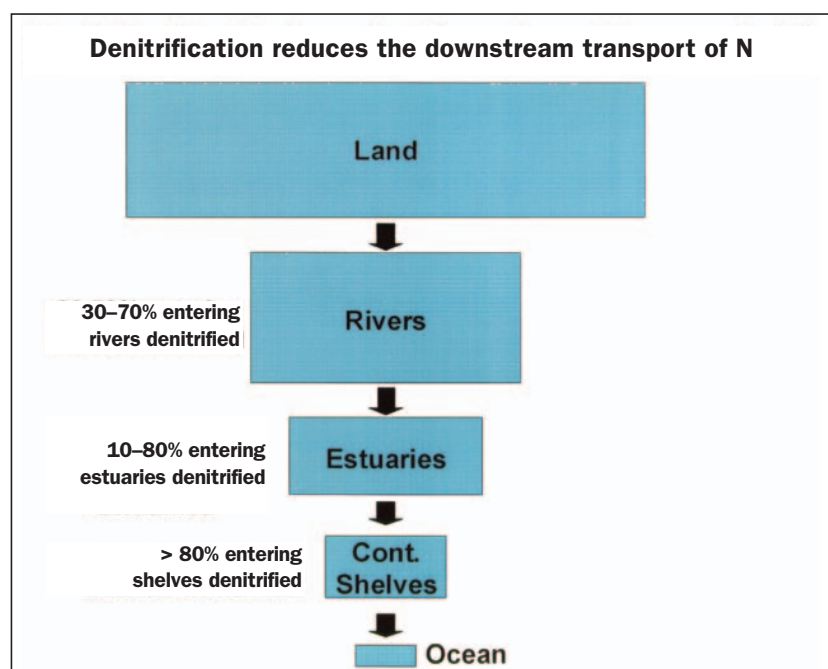 Denitrification reduces the downstream transport of N
Land
30–70% entering
rivers denitrified
Rivers
10–80% entering
estuaries denitrified
Estuaries
> 80% entering
shelves denitrified
Cont.
Shelves
Ocean